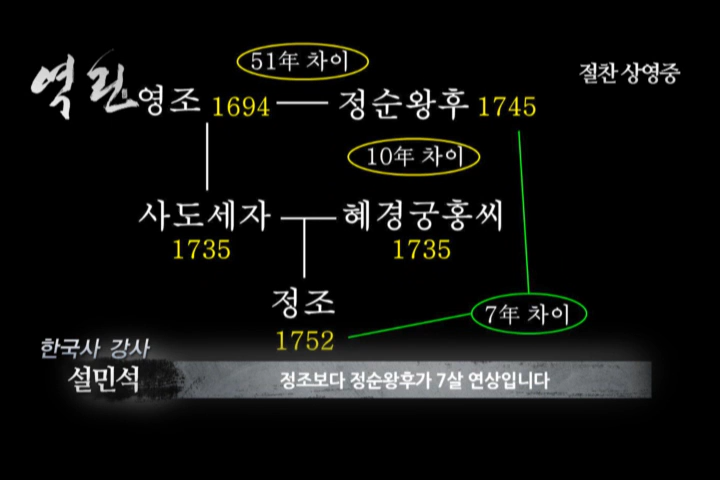 51年 차이
역린
절찬 상영중
영조 1694 정순왕후 1745
10年 차이
사도세자 혜경궁홍씨
1735 1735
정조
7年 차이
1752
한국사 강사
설민석
정조보다 정순왕후가 7살 연상입니다